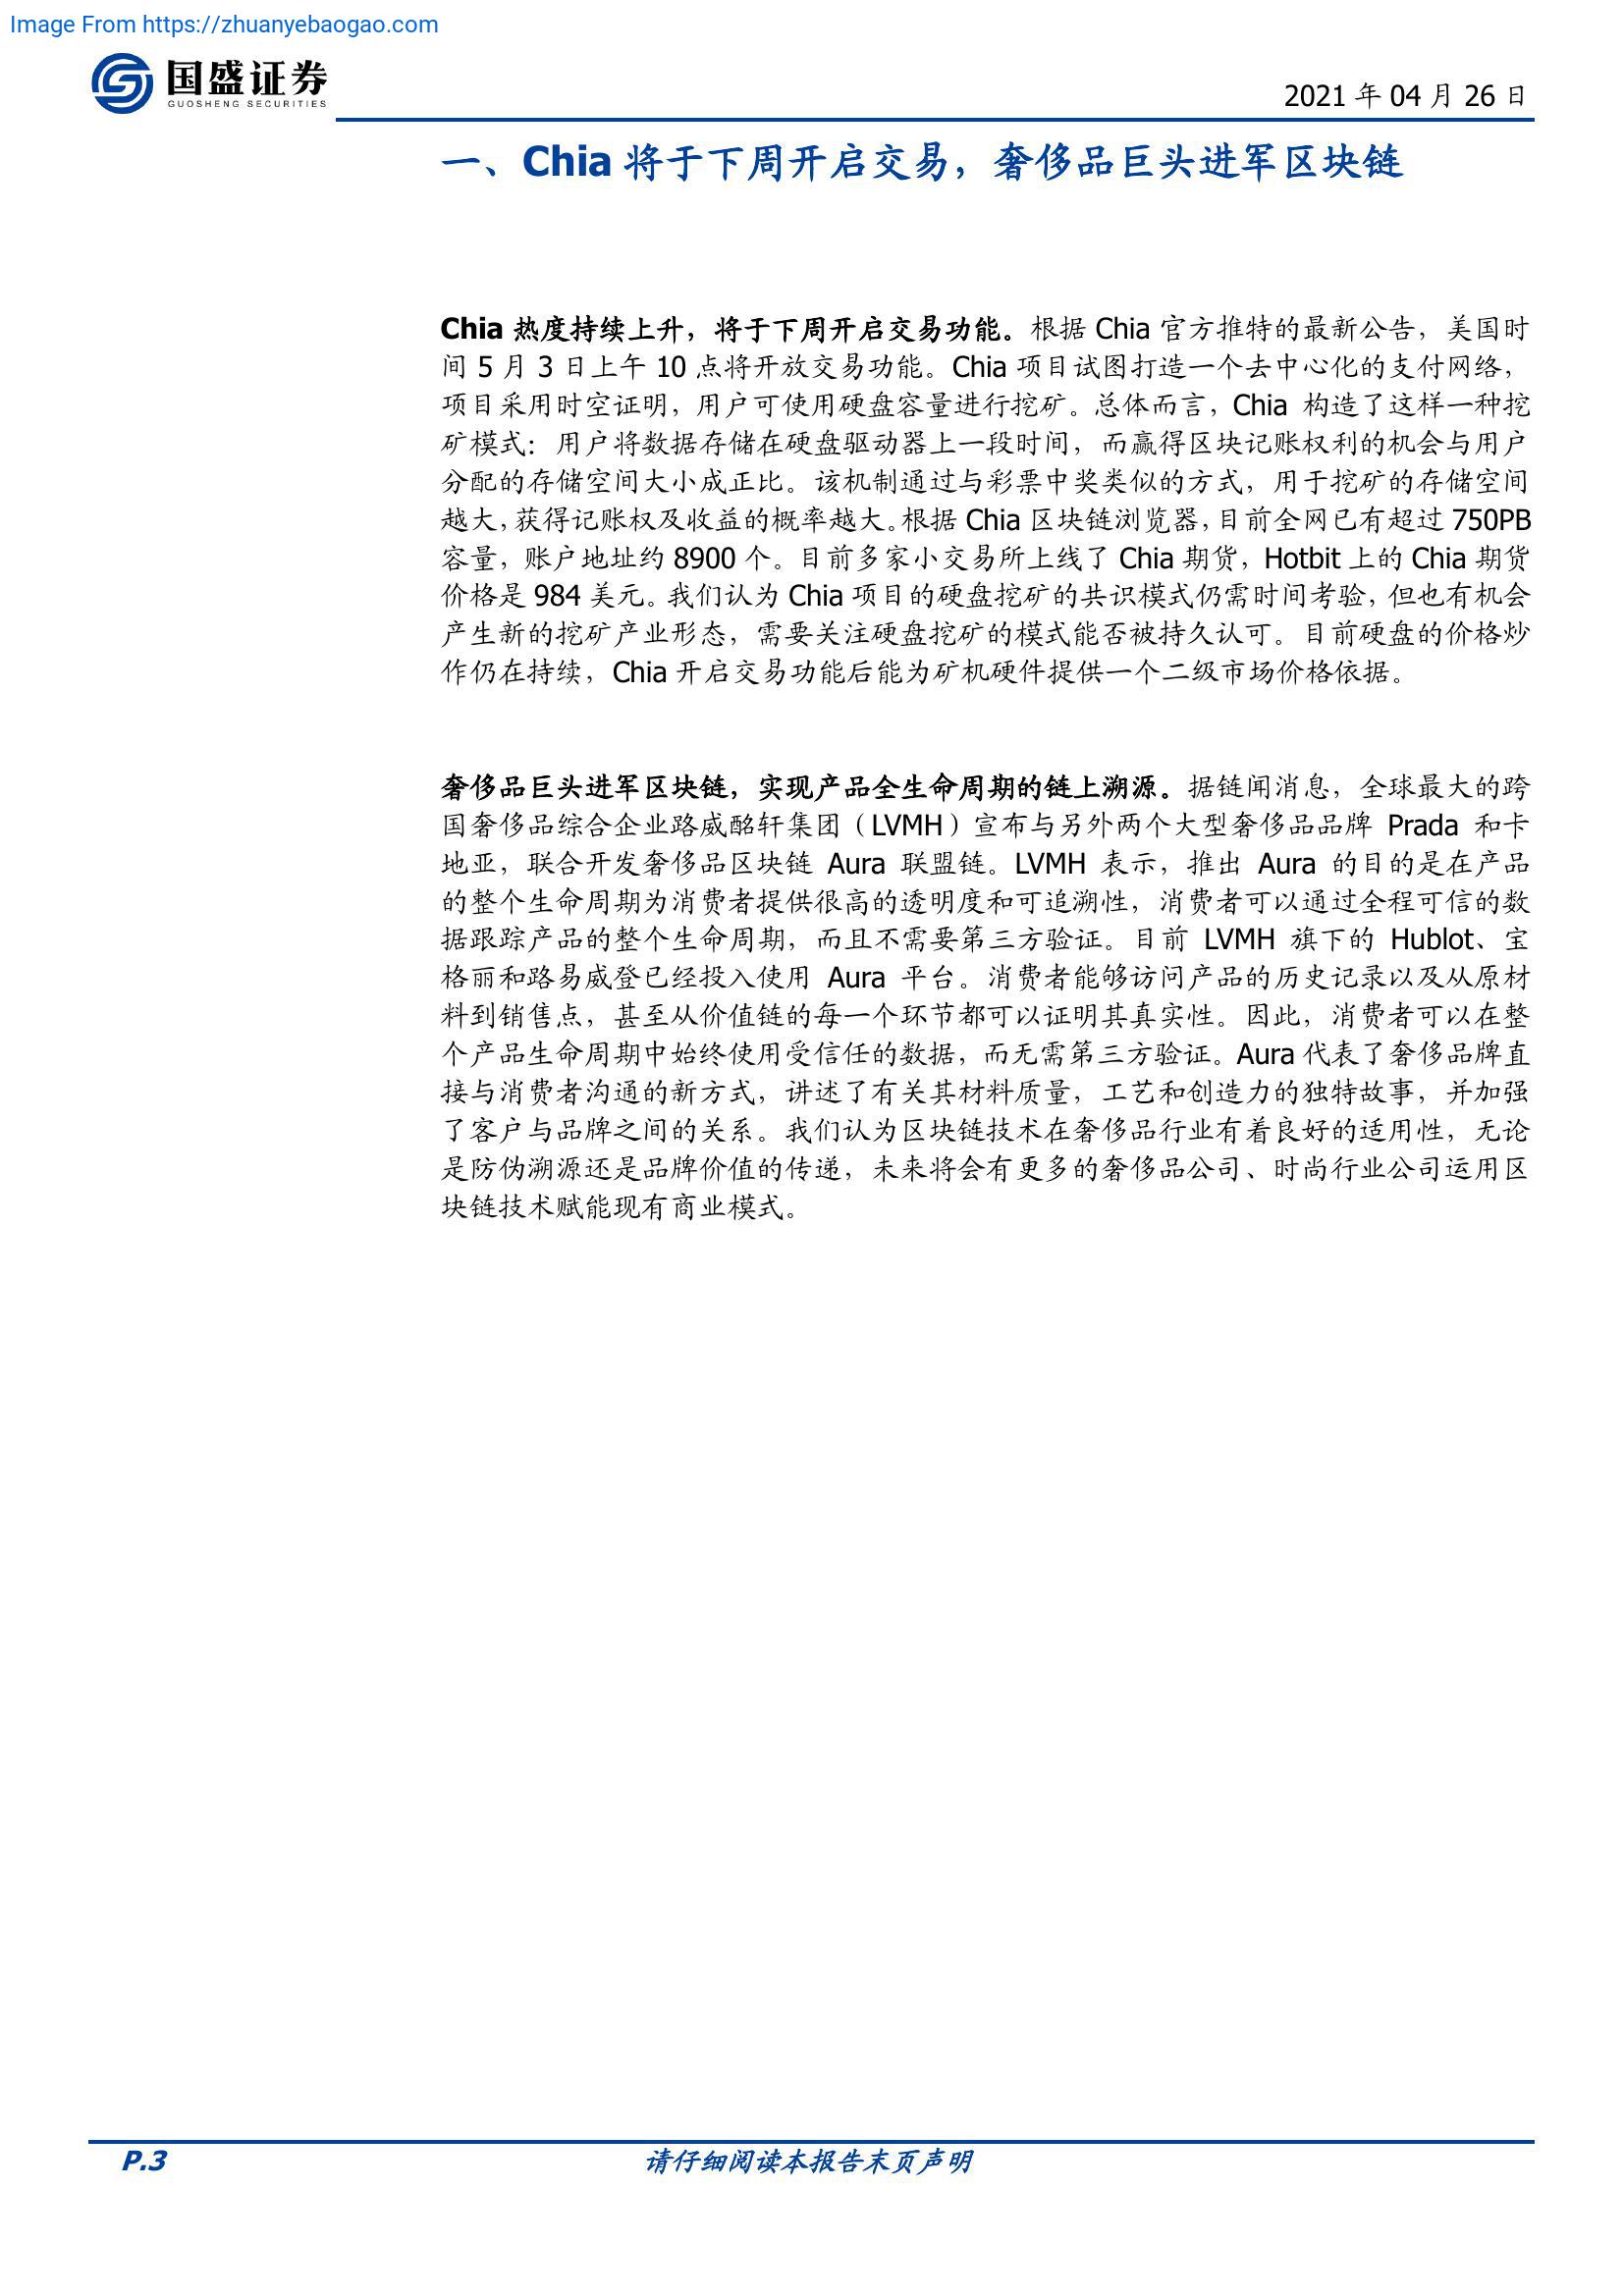 Image From https://zhuanyebaogao.com
国盛证券
GUOSHENG SECURITIES
2021 年 04 月 26 日
一、Chia 将于下周开启交易，奢侈品巨头进军区块链
Chia 热度持续上升，将于下周开启交易功能。根据 Chia 官方推特的最新公告，美国时
间 5 月 3 日上午 10 点将开放交易功能。Chia 项目试图打造一个去中心化的支付网络，
项目采用时空证明，用户可使用硬盘容量进行挖矿。总体而言，Chia 构造了这样一种挖
矿模式：用户将数据存储在硬盘驱动器上一段时间，而赢得区块记账权利的机会与用户
分配的存储空间大小成正比。该机制通过与彩票中奖类似的方式，用于挖矿的存储空间
越大，获得记账权及收益的概率越大。根据 Chia 区块链浏览器，目前全网已有超过 750PB
容量，账户地址约 8900 个。目前多家小交易所上线了 Chia 期货，Hotbit 上的 Chia 期货
价格是 984 美元。我们认为 Chia 项目的硬盘挖矿的共识模式仍需时间考验，但也有机会
产生新的挖矿产业形态，需要关注硬盘挖矿的模式能否被持久认可。目前硬盘的价格炒
作仍在持续，Chia 开启交易功能后能为矿机硬件提供一个二级市场价格依据。
奢侈品巨头进军区块链，实现产品全生命周期的链上溯源。据链闻消息，全球最大的跨
国奢侈品综合企业路威酩轩集团（LVMH）宣布与另外两个大型奢侈品品牌 Prada 和卡
地亚，联合开发奢侈品区块链 Aura 联盟链。LVMH 表示，推出 Aura 的目的是在产品
的整个生命周期为消费者提供很高的透明度和可追溯性，消费者可以通过全程可信的数
据跟踪产品的整个生命周期，而且不需要第三方验证。目前 LVMH 旗下的 Hublot、宝
格丽和路易威登已经投入使用 Aura 平台。消费者能够访问产品的历史记录以及从原材
料到销售点，甚至从价值链的每一个环节都可以证明其真实性。因此，消费者可以在整
个产品生命周期中始终使用受信任的数据，而无需第三方验证。Aura 代表了奢侈品牌直
接与消费者沟通的新方式，讲述了有关其材料质量，工艺和创造力的独特故事，并加强
了客户与品牌之间的关系。我们认为区块链技术在奢侈品行业有着良好的适用性，无论
是防伪溯源还是品牌价值的传递，未来将会有更多的奢侈品公司、时尚行业公司运用区
块链技术赋能现有商业模式。
P.3
请仔细阅读本报告末页声明